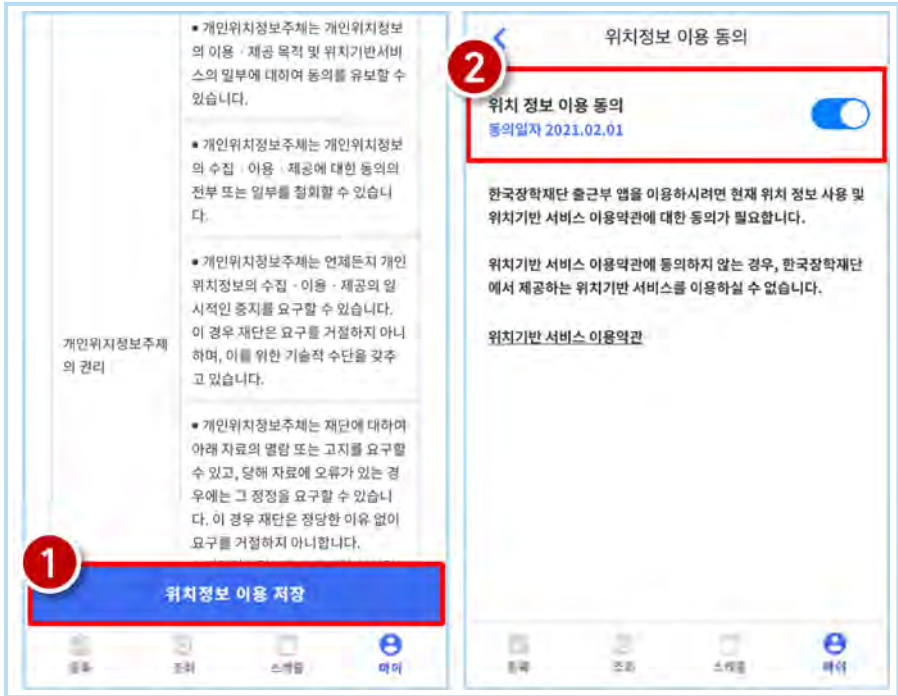 ● 개인위치정보주체는 개인위치정보
의 이용ㆍ제공 목적 및 위치기반서비
스의 일부에 대하여 동의를 유보할 수
있습니다.
● 개인위치정보주체는 개인위치정보
의 수집ㆍ이용ㆍ제공에 대한 동의의
전부 또는 일부를 철회할 수 있습니
다.
● 개인위치정보주체는 언제든지 개인
위치정보의 수집ㆍ이용ㆍ제공의 일
시적인 중지를 요구할 수 있습니다.
이 경우 재단은 요구를 거절하지 아니
하며, 이를 위한 기술적 수단을 갖추
고 있습니다.
개인위치정보주체
의 권리
● 개인위치정보주체는 재단에 대하여
아래 자료의 열람 또는 고지를 요구할
수 있고, 당해 자료에 오류가 있는 경
우에는 그 정정을 요구할 수 있습니
다. 이 경우 재단은 정당한 이유 없이
요구를 거절하지 아니합니다.
1
위치정보 이용 저장
등록 조회 스케줄 마이
위치정보 이용 동의
2
위치 정보 이용 동의
동의일자 2021.02.01
한국장학재단 출근부 앱을 이용하시려면 현재 위치 정보 사용 및
위치기반 서비스 이용약관에 대한 동의가 필요합니다.
위치기반 서비스 이용약관에 동의하지 않는 경우, 한국장학재단
에서 제공하는 위치기반 서비스를 이용하실 수 없습니다.
위치기반 서비스 이용약관
등록 조회 스케줄 마이